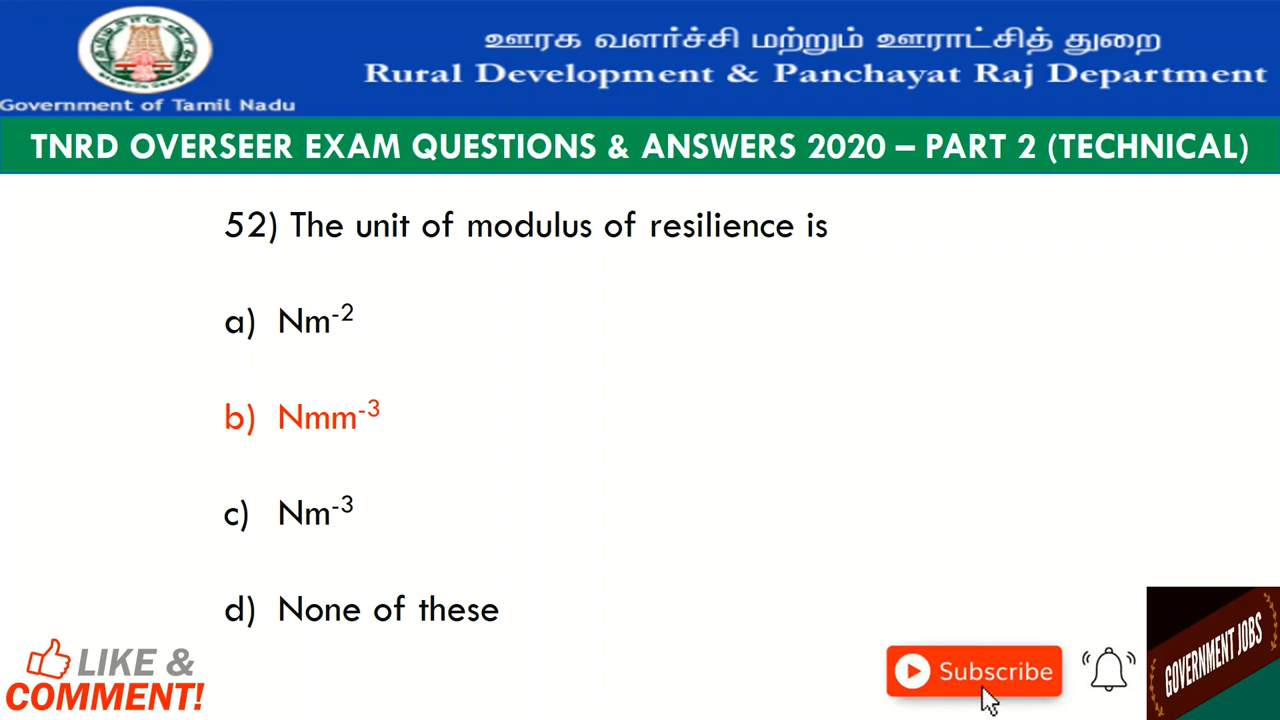 ஊரக வளர்ச்சி மற்றும் ஊராட்சித் துறை
Rural Development & Panchayat Raj Department
Government of Tamil Nadu
TNRD OVERSEER EXAM QUESTIONS & ANSWERS 2020 – PART 2 (TECHNICAL)
52) The unit of modulus of resilience is
a) Nm⁻²
b) Nmm⁻³
c) Nm⁻³
d) None of these
LIKE &
COMMENT!
Subscribe
GOVERNMENT JOBS